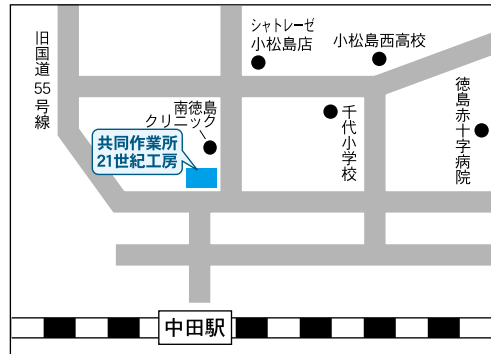 シャトレーゼ
小松島店
小松島西高校
旧国道55号線
徳島赤十字病院
南徳島
クリニック
千代小学校
共同作業所
21世紀工房
中田駅